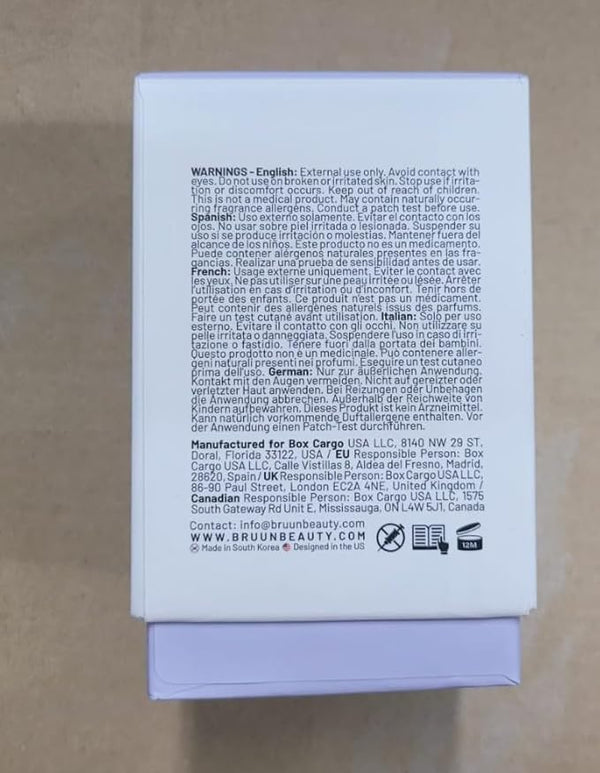 WARNINGS - English: External use only. Avoid contact with
eyes. Do not use on broken or irritated skin. Stop use if irrita-
tion or discomfort occurs. Keep out of reach of children.
This is not a medical product. May contain naturally occur-
ring fragrance allergens. Conduct a patch test before use.
Spanish: Uso externo solamente. Evitar el contacto con los
ojos. No usar sobre piel irritada o lesionada. Suspender su
uso si se produce irritación o molestias. Mantener fuera del
alcance de los niños. Este producto no es un medicamento.
Puede contener alérgenos naturales presentes en las fra-
gancias. Realizar una prueba de sensibilidad antes de usar.
French: Usage externe uniquement. Éviter le contact avec
les yeux. Ne pas utiliser sur une peau irritée ou lésée. Arrêter
l'utilisation en cas d'irritation ou d'inconfort. Tenir hors de
portée des enfants. Ce produit n'est pas un médicament.
Peut contenir des allergènes naturels issus des parfums.
Faire un test cutané avant utilisation. Italian: Solo per uso
esterno. Evitare il contatto con gli occhi. Non utilizzare su
pelle irritata o danneggiata. Sospendere l'uso in caso di irri-
tazione o fastidio. Tenere fuori dalla portata dei bambini.
Questo prodotto non è un medicinale. Può contenere aller-
geni naturali presenti nei profumi. Eseguire un test cutaneo
prima dell'uso. German: Nur zur äußerlichen Anwendung.
Kontakt mit den Augen vermeiden. Nicht auf gereizter oder
verletzter Haut anwenden. Bei Reizungen oder Unbehagen
die Anwendung abbrechen. Außerhalb der Reichweite von
Kindern aufbewahren. Dieses Produkt ist kein Arzneimittel.
Kann natürlich vorkommende Duftallergene enthalten. Vor
der Anwendung einen Patch-Test durchführen.
Manufactured for Box Cargo USA LLC, 8140 NW 29 ST,
Doral, Florida 33122, USA / EU Responsible Person: Box
Cargo USA LLC, Calle Vistillas 8, Aldea del Fresno, Madrid,
28620, Spain / UK Responsible Person: Box Cargo USA LLC,
86-90 Paul Street, London EC2A 4NE, United Kingdom /
Canadian Responsible Person: Box Cargo USA LLC, 1575
South Gateway Rd Unit E, Mississauga, ON L4W 5J1, Canada
Contact: info@bruunbeauty.com
WWW.BRUUNBEAUTY.COM
Made in South Korea Designed in the US
12M